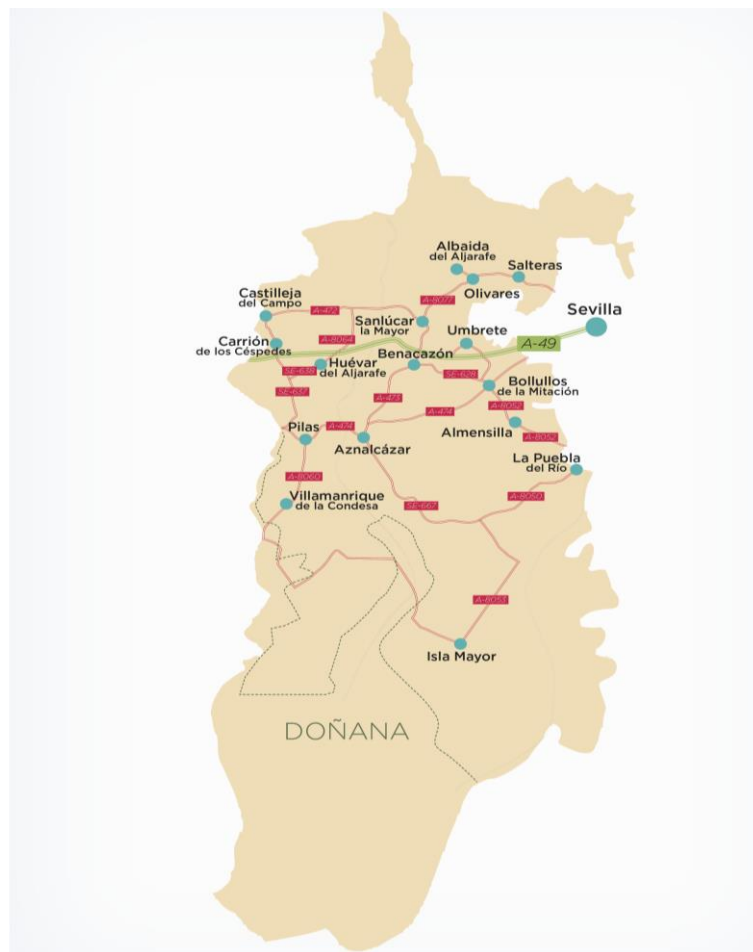 Albaida
del Aljarafe
Salteras
Olivares
A-8077
Castilleja
del Campo
A-472
Sanlúcar
la Mayor
Umbrete
Sevilla
Carrión
de los Céspedes
A-8064
A-49
SE-638
Huévar
del Aljarafe
Benacazón
SE-628
Bollullos
de la Mitación
SE-637
A-473
A-474
A-8052
Pilas
A-474
Aznalcázar
Almensilla
A-8052
La Puebla
del Río
A-8060
Villamanrique
de la Condesa
SE-667
A-8050
A-8053
Isla Mayor
DOÑANA